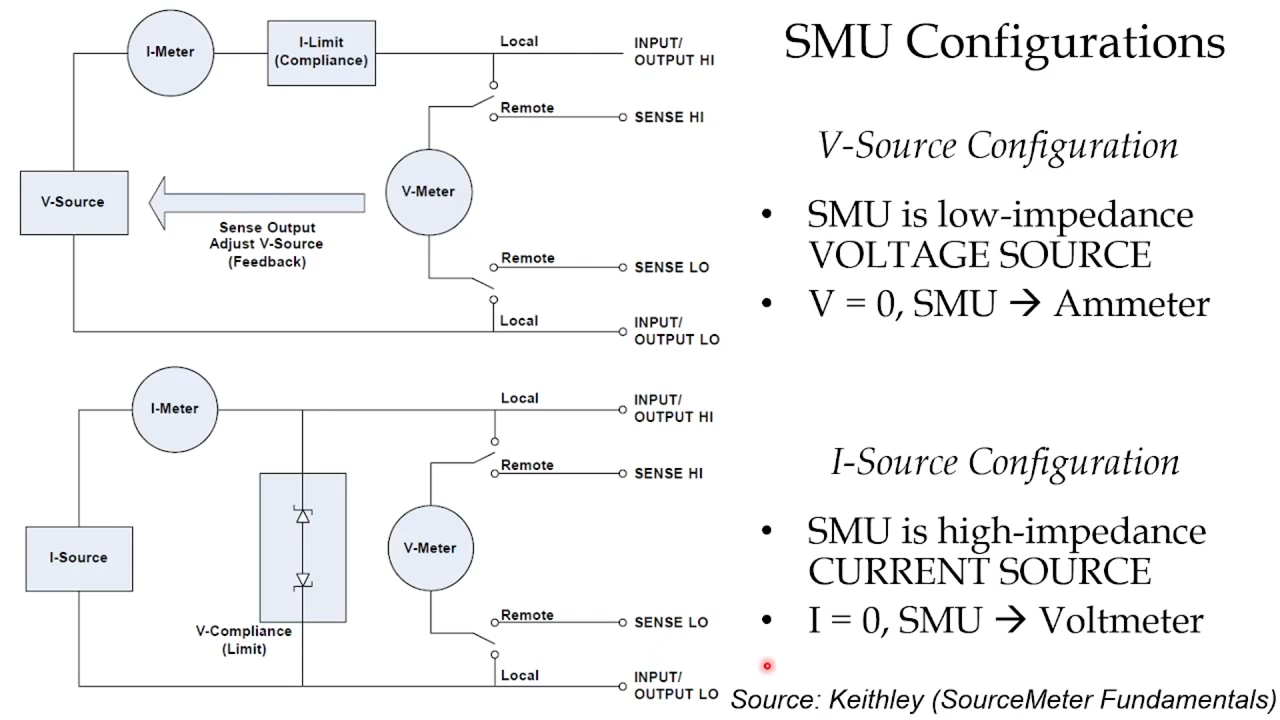 SMU Configurations
I-Meter
I-Limit
(Compliance)
Local
INPUT/
OUTPUT HI
Remote
SENSE HI
V-Source
V-Meter
Sense Output
Adjust V-Source
(Feedback)
Remote
SENSE LO
Local
INPUT/
OUTPUT LO
V-Source Configuration
• SMU is low-impedance
VOLTAGE SOURCE
• V = 0, SMU → Ammeter
I-Meter
Local
INPUT/
OUTPUT HI
Remote
SENSE HI
I-Source
V-Meter
V-Compliance
(Limit)
Remote
SENSE LO
Local
INPUT/
OUTPUT LO
I-Source Configuration
• SMU is high-impedance
CURRENT SOURCE
• I = 0, SMU → Voltmeter
Source: Keithley (SourceMeter Fundamentals)